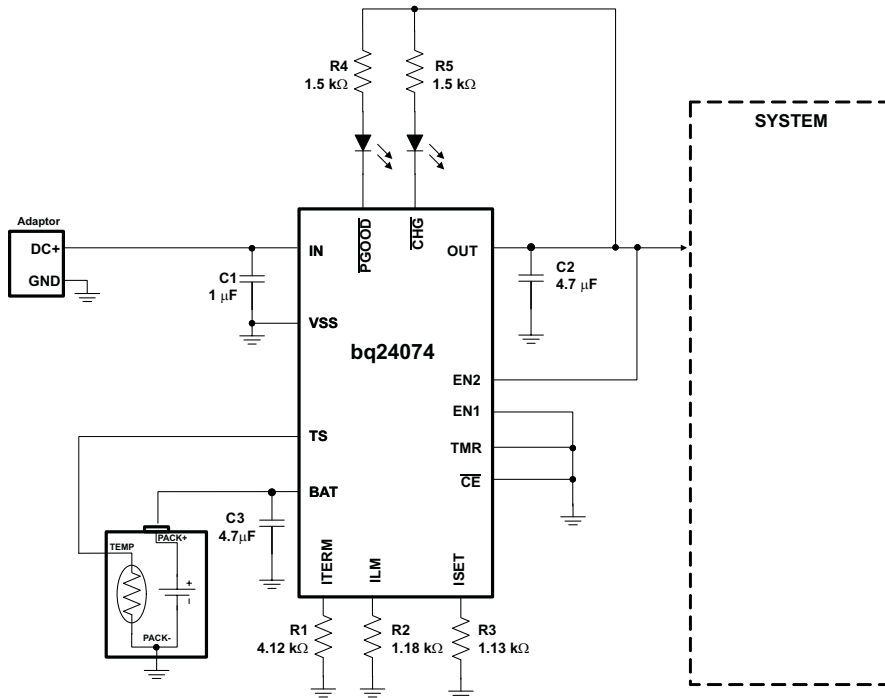 R4
1.5 kΩ
R5
1.5 kΩ
SYSTEM
Adaptor
DC+
GND
IN
PGOOD
CHG
OUT
C1
1 μF
C2
4.7 μF
VSS
bq24074
EN2
EN1
TS
TMR
BAT
CE
C3
4.7μF
PACK+
TEMP
+
–
PACK-
ITERM
ILM
ISET
R1
4.12 kΩ
R2
1.18 kΩ
R3
1.13 kΩ